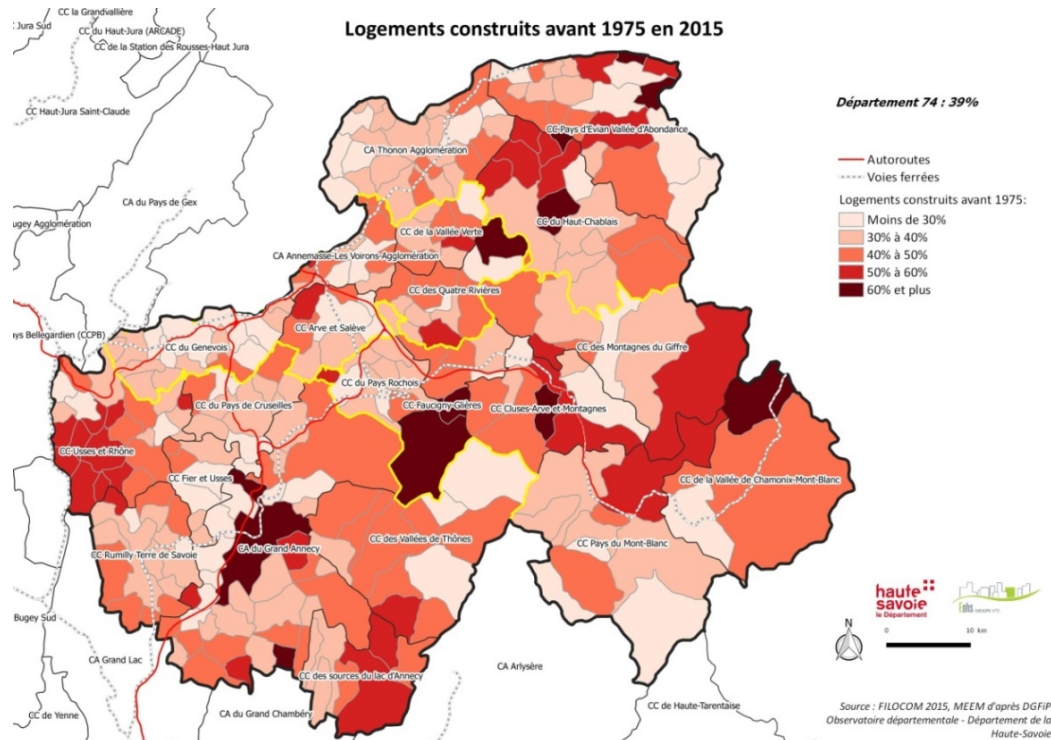 Logements construits avant 1975 en 2015
CC la Grandvallière
C Jura Sud
CC du Haut-Jura (ARCADE)
CC de la Station des Rousses-Haut Jura
CC Haut-Jura Saint-Claude
CA du Pays de Gex
ugey Agglomération
ays Bellegardien (CCPB)
CC Pays d'Evian Vallée d'Abondance
CA Thonon Agglomération
CC du Haut-Chablais
CC de la Vallée Verte
CA Annemasse-Les Voirons-Agglomération
CC des Quatre Rivières
CC Arve et Salève
CC du Genevois
CC des Montagnes du Giffre
CC du Pays Rochois
CC du Pays de Cruseilles
CC Faucigny-Glières
CC Cluses-Arve et Montagnes
CC Usses et Rhône
CC Fier et Usses
CC de la Vallée de Chamonix-Mont-Blanc
CC des Vallées de Thônes
CC Pays du Mont-Blanc
CC Rumilly Terre de Savoie
CA du Grand Annecy
Bugey Sud
CA Grand Lac
CC des sources du lac d'Annecy
CA Arlysère
CC de Yenne
CA du Grand Chambéry
CC de Haute-Tarentaise
Département 74 : 39%
Autoroutes
Voies ferrées
Logements construits avant 1975:
Moins de 30%
30% à 40%
40% à 50%
50% à 60%
60% et plus
haute
savoie
le Département
N
0 10 km
Source : FILOCOM 2015, MEEM d'après DGFiP
Observatoire départementale - Département de la
Haute-Savoie